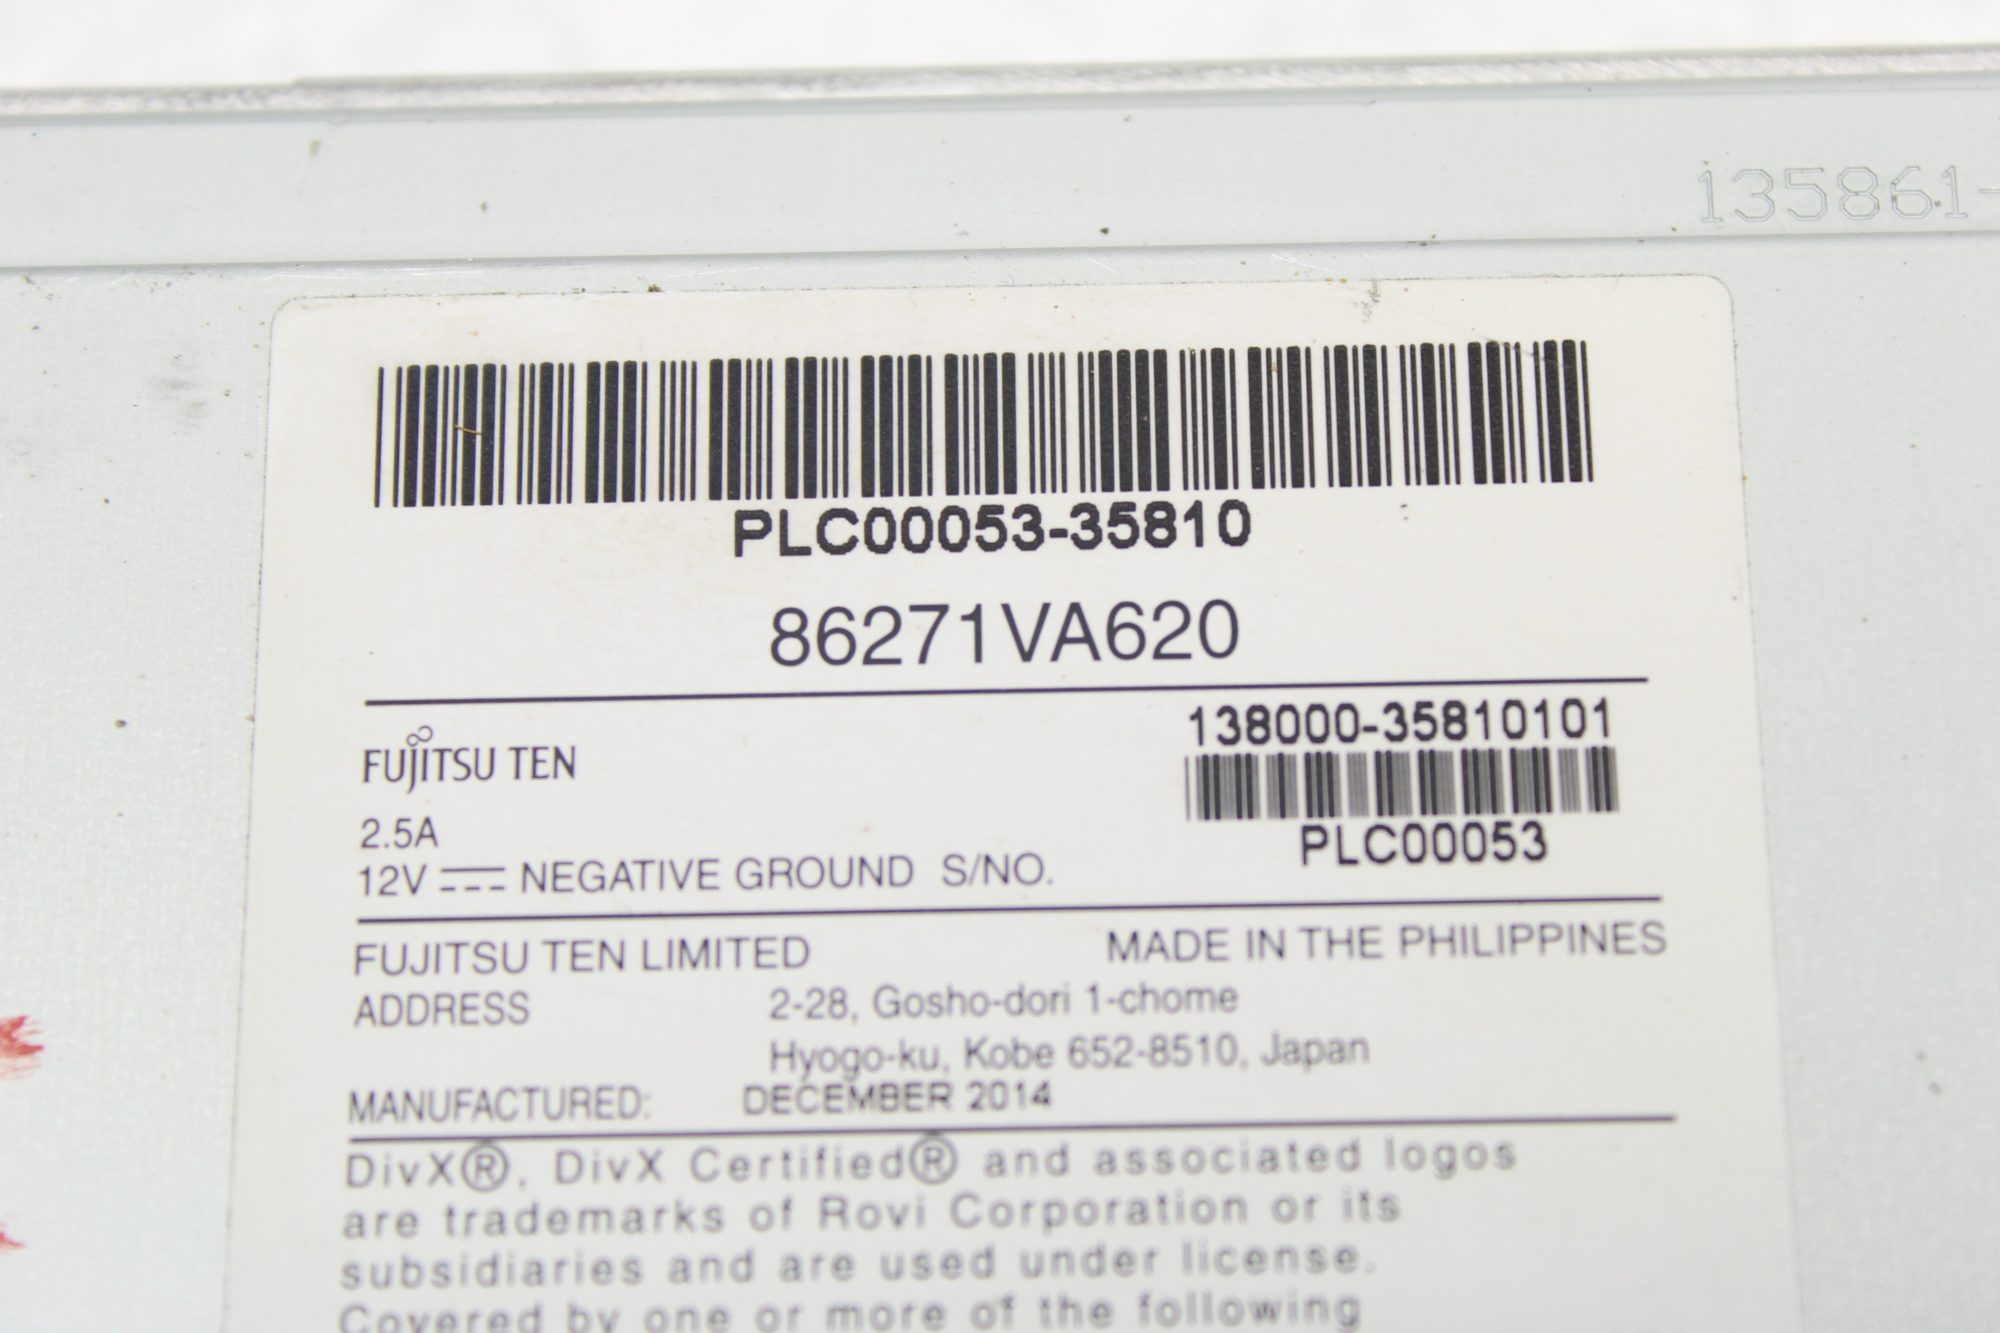 135861-
PLC00053-35810
86271VA620
138000-35810101
FUJITSU TEN
2.5A
PLC00053
12V NEGATIVE GROUND S/NO.
FUJITSU TEN LIMITED MADE IN THE PHILIPPINES
ADDRESS 2-28, Gosho-dori 1-chome
Hyogo-ku, Kobe 652-8510, Japan
MANUFACTURED: DECEMBER 2014
DivX®, DivX Certified® and associated logos
are trademarks of Rovi Corporation or its
subsidiaries and are used under license.
Covered by one or more of the following